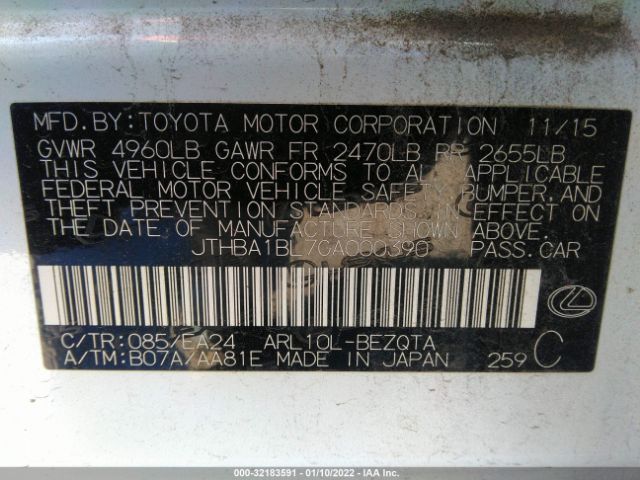 MFD. BY: TOYOTA MOTOR CORPORATION 11/15
GVWR 4960LB GAWR FR 2470LB RR 2655LB
THIS VEHICLE CONFORMS TO ALL APPLICABLE
FEDERAL MOTOR VEHICLE SAFETY, BUMPER, AND
THEFT PREVENTION STANDARDS IN EFFECT ON
THE DATE OF MANUFACTURE SHOWN ABOVE.
JTHBA1BL7GA000396 PASS.CAR
C/TR:085/EA24 ARL10L-BEZQTA
A/TM:B07A/AA81E MADE IN JAPAN 259 C
000-32183591 - 01/10/2022 - IAA Inc.